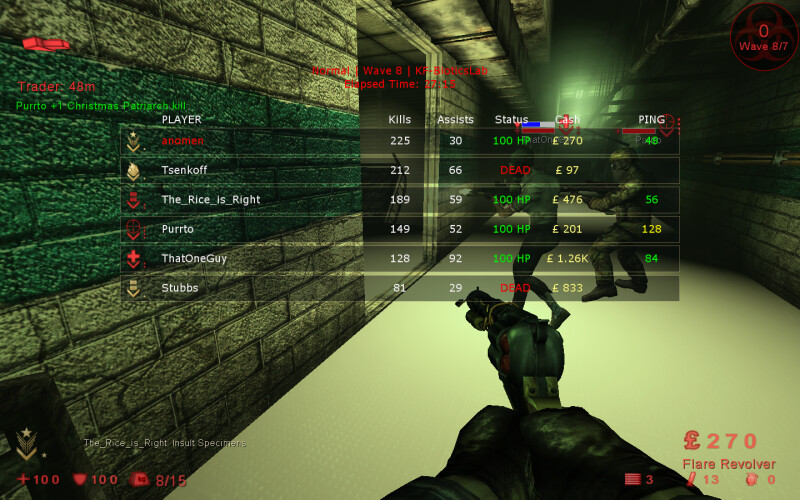 0
Wave 8/7
Trader: 48m
Wave 8 | KF-BioticsLab
Elapsed Time:
Purrto +1 Christmas Patriarch kill
PLAYER Kills Assists Status Cash PING
225 30 100 HP £ 270 48
Tsenkoff 212 66 DEAD £ 97
The_Rice_is_Right 189 59 100 HP £ 476 56
Purrto 149 52 100 HP £ 201 128
ThatOneGuy 128 92 100 HP £ 1.26K 84
Stubbs 81 29 DEAD £ 833
The_Rice_is_Right: Insult Specimens
£ 270
Flare Revolver
100 100 8/15 3 13 0